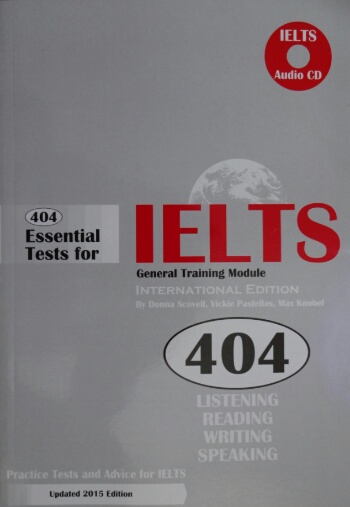 IELTS
Audio CD
404
Essential
Tests for
IELTS
General Training Module
INTERNATIONAL EDITION
By Donna Scovell, Vickie Pastellas, Max Knobel
404
LISTENING
READING
WRITING
SPEAKING
Practice Tests and Advice for IELTS
Updated 2015 Edition